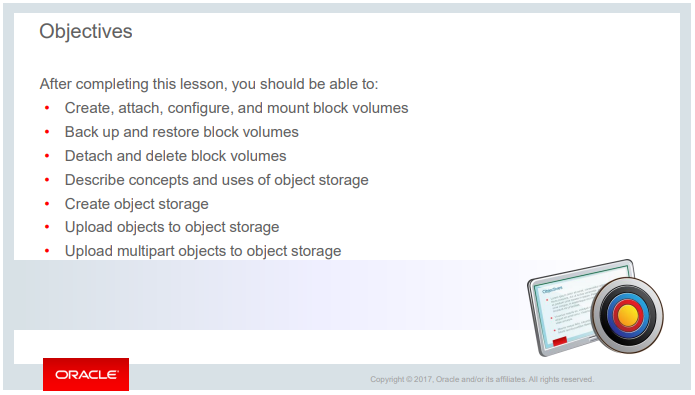 Objectives
After completing this lesson, you should be able to:
• Create, attach, configure, and mount block volumes
• Back up and restore block volumes
• Detach and delete block volumes
• Describe concepts and uses of object storage
• Create object storage
• Upload objects to object storage
• Upload multipart objects to object storage
Objectives
ORACLE
Copyright © 2017, Oracle and/or its affiliates. All rights reserved.